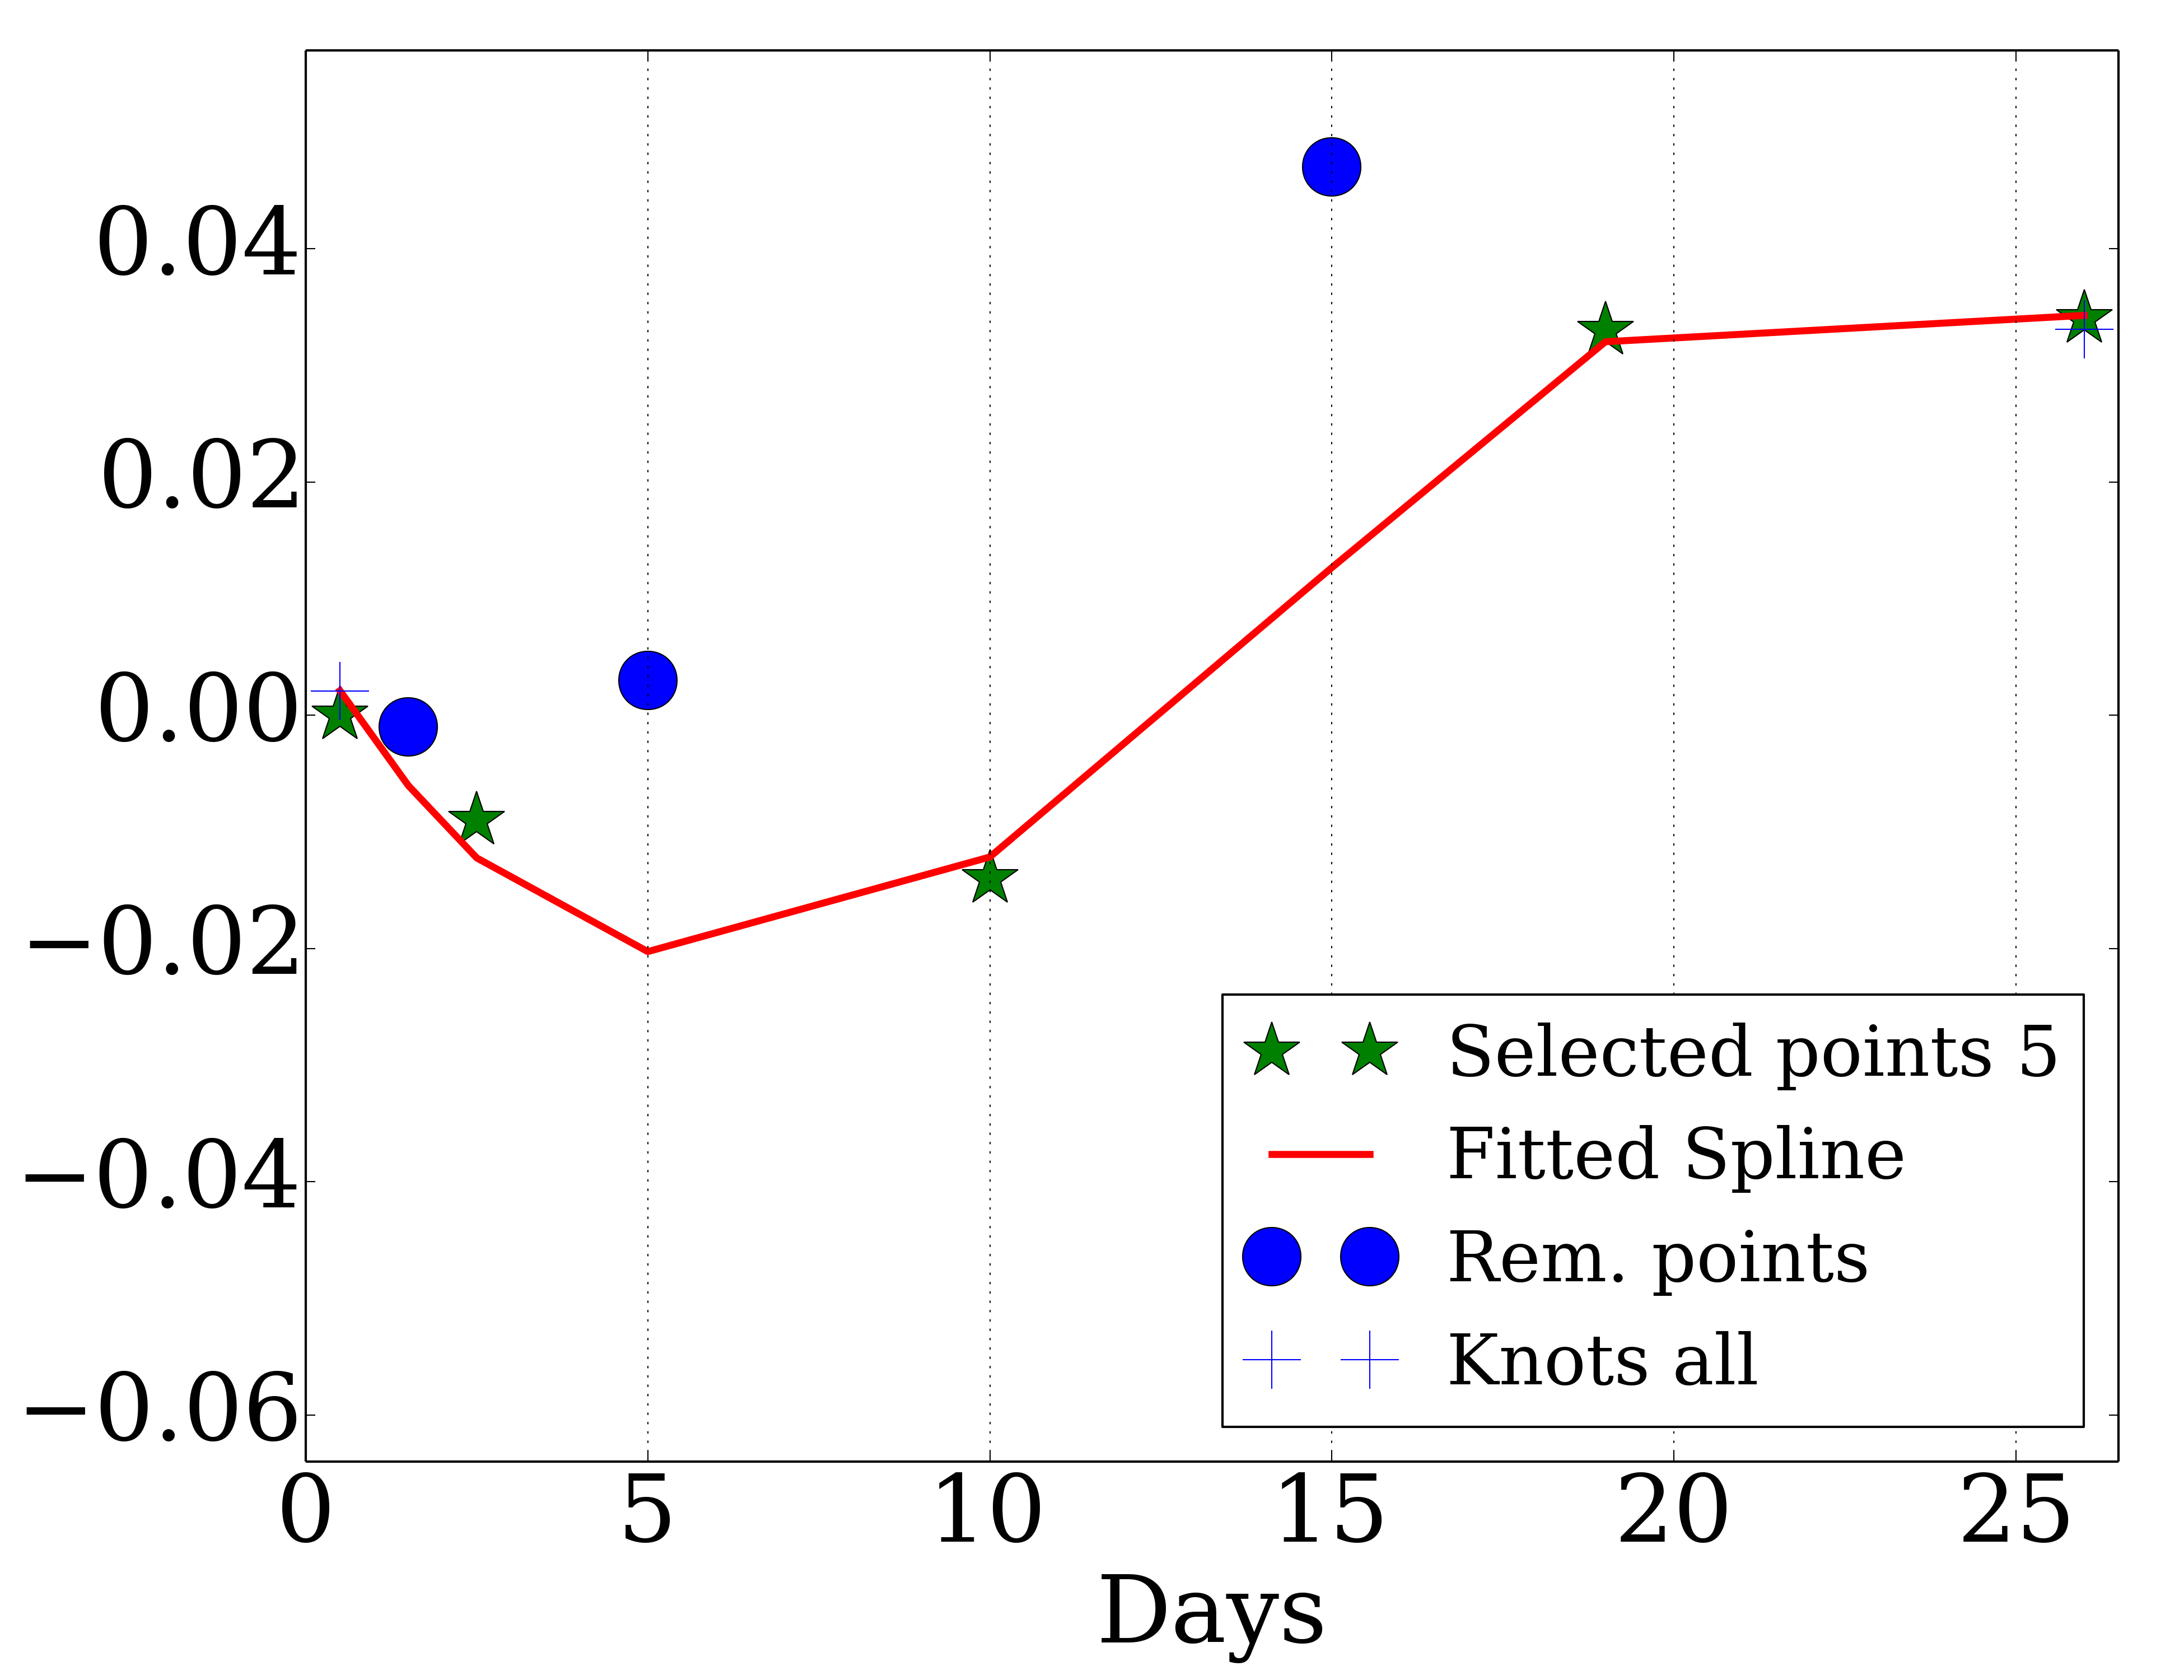 0.04
0.02
0.00
−0.02
−0.04
−0.06
Selected points 5
Fitted Spline
Rem. points
Knots all
0 5 10 15 20 25
Days